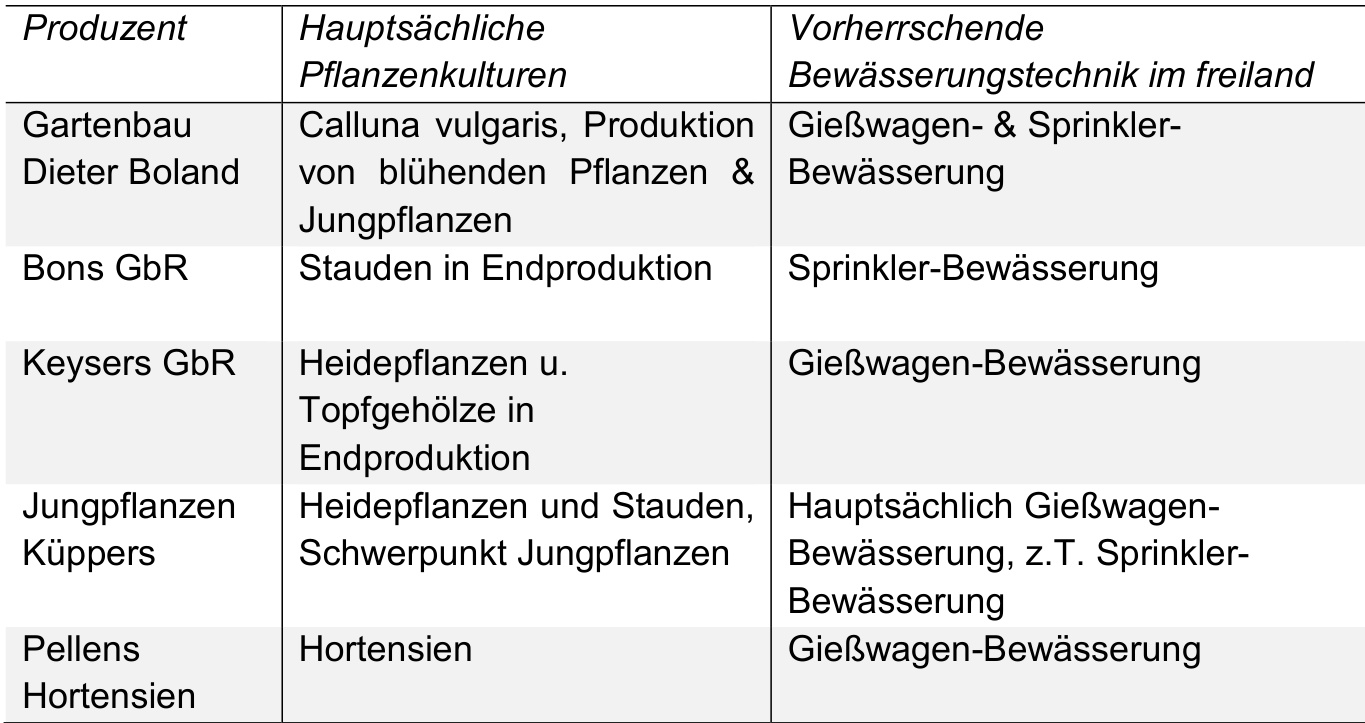 Produzent
Hauptsächliche
Pflanzenkulturen
Vorherrschende
Bewässerungstechnik im freiland
Gartenbau
Dieter Boland
Calluna vulgaris, Produktion
von blühenden Pflanzen &
Jungpflanzen
Gießwagen- & Sprinkler-
Bewässerung
Bons GbR
Stauden in Endproduktion
Sprinkler-Bewässerung
Keysers GbR
Heidepflanzen u.
Topfgehölze in
Endproduktion
Gießwagen-Bewässerung
Jungpflanzen
Küppers
Heidepflanzen und Stauden,
Schwerpunkt Jungpflanzen
Hauptsächlich Gießwagen-
Bewässerung, z.T. Sprinkler-
Bewässerung
Pellens
Hortensien
Hortensien
Gießwagen-Bewässerung